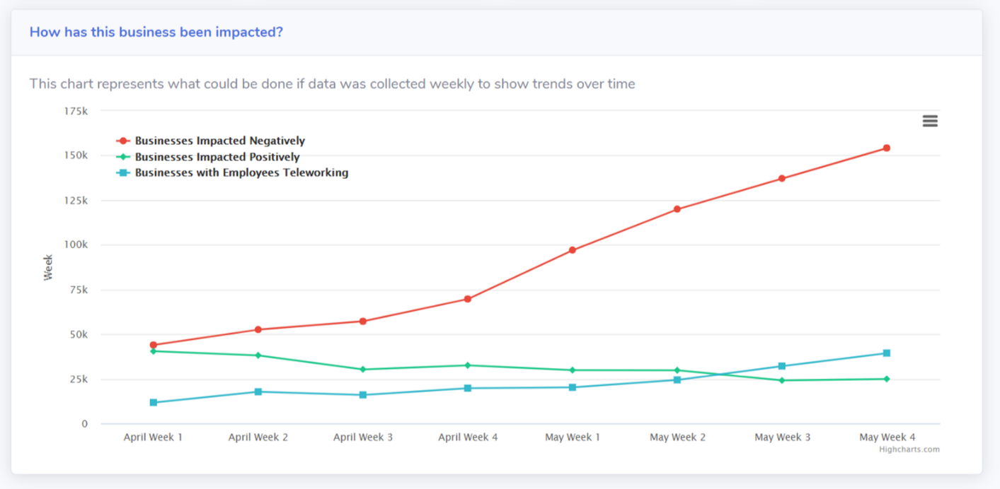 How has this business been impacted?
This chart represents what could be done if data was collected weekly to show trends over time
175k
Businesses Impacted Negatively
150k
Businesses Impacted Positively
Businesses with Employees Teleworking
125k
100k
Week
75k
50k
25k
0
April Week 1 April Week 2 April Week 3 April Week 4 May Week 1 May Week 2 May Week 3 May Week 4
Highcharts.com